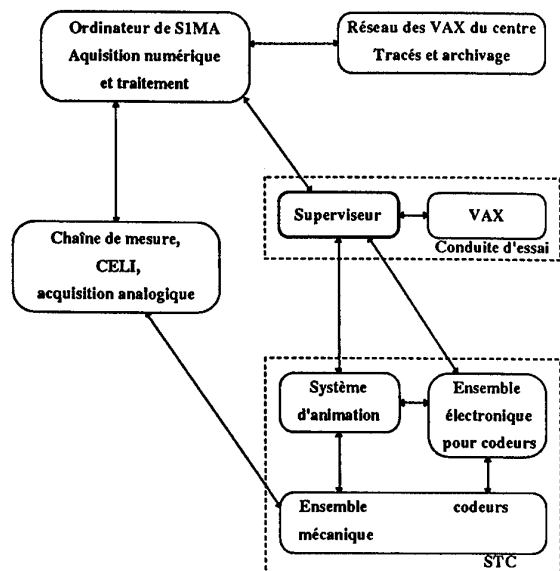 Ordinateur de S1MA
Aquisition numérique
et traitement
Réseau des VAX du centre
Tracés et archivage
Superviseur
VAX
Conduite d'essai
Chaîne de mesure,
CELI,
acquisition analogique
Système
d'animation
Ensemble
électronique
pour codeurs
Ensemble
mécanique
codeurs
STC